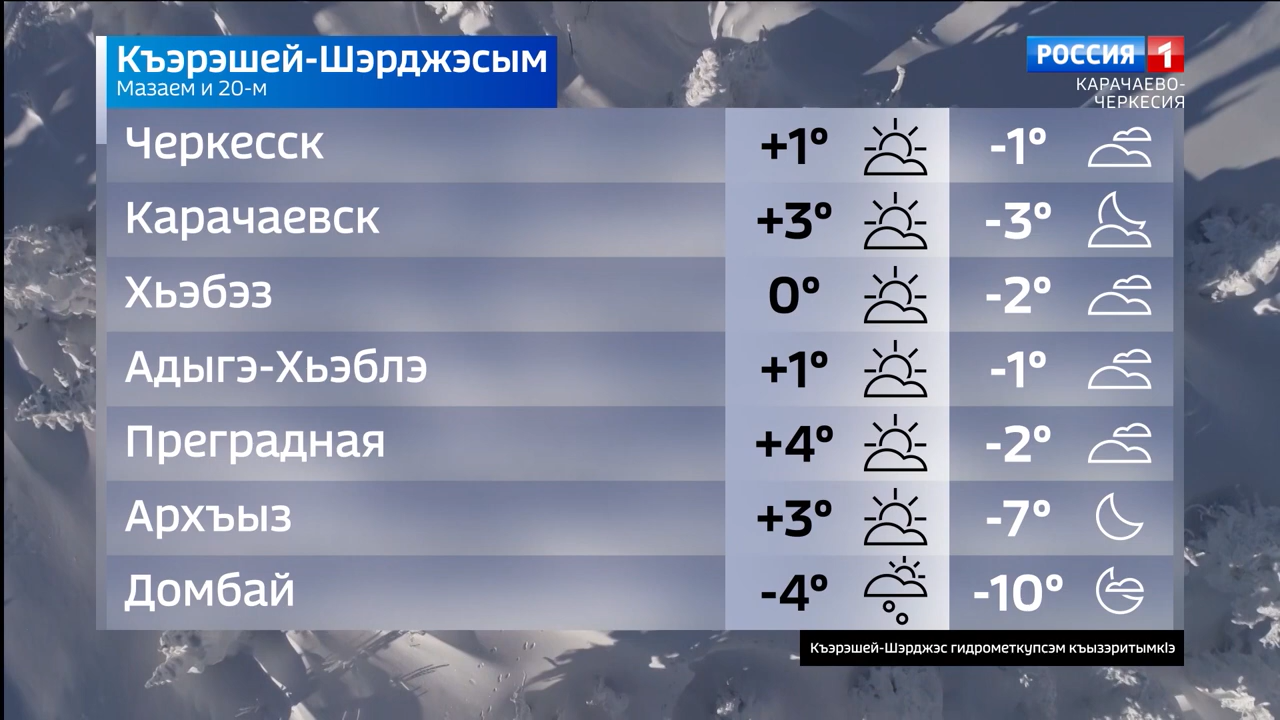 Къэрэшей-Шэрджэсым
Мазаем и 20-м
РОССИЯ 1
КАРАЧАЕВО-
ЧЕРКЕСИЯ
Черкесск +1° -1°
Карачаевск +3° -3°
Хьэбэз 0° -2°
Адыгэ-Хьэблэ +1° -1°
Преградная +4° -2°
Архъыз +3° -7°
Домбай -4° -10°
Къэрэшей-Шэрджэс гидрометкупсэм къызэритымкӀэ